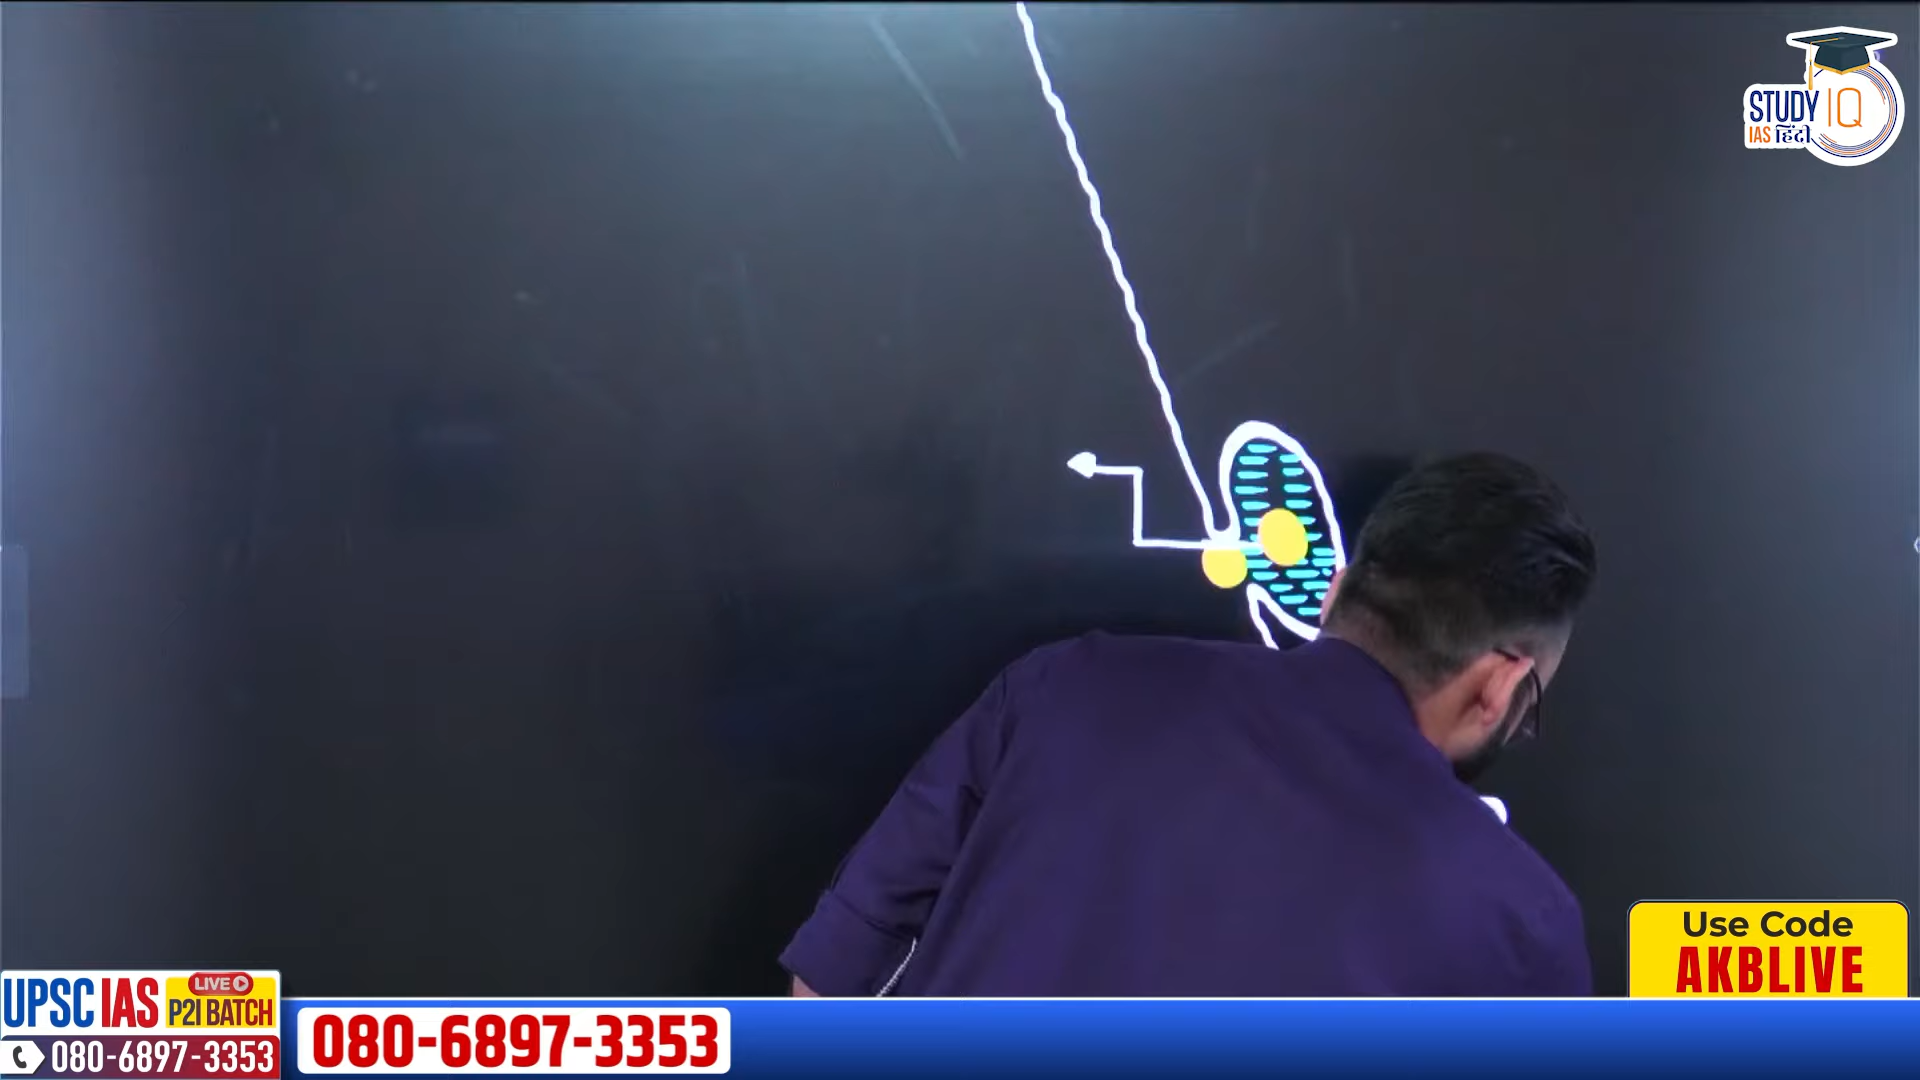 STUDY IQ
IAS हिंदी
Use Code
AKBLIVE
UPSC IAS
LIVE
P2I BATCH
080-6897-3353
080-6897-3353